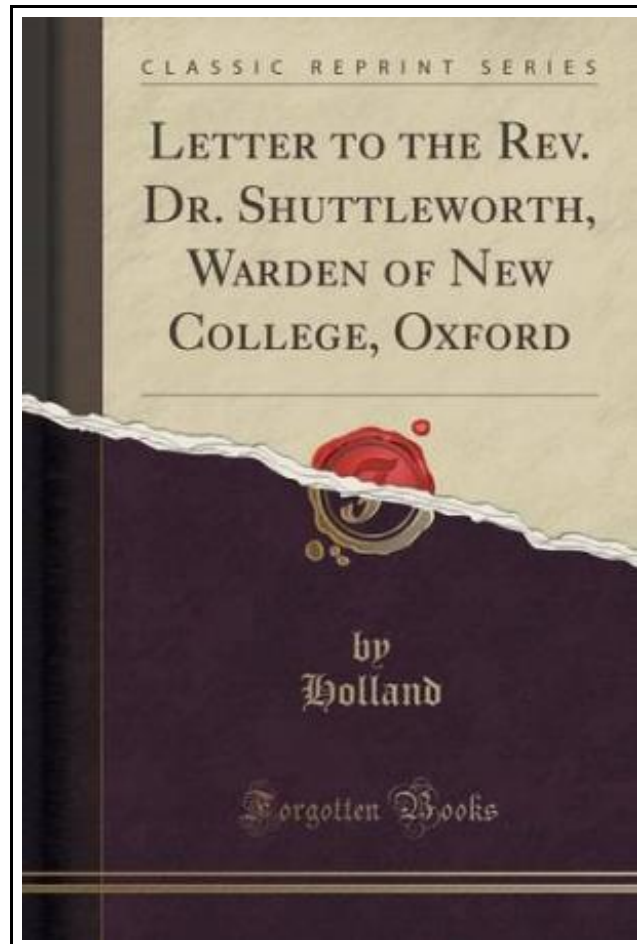 CLASSIC REPRINT SERIES
LETTER TO THE REV.
DR. SHUTTLEWORTH,
WARDEN OF NEW
COLLEGE, OXFORD
by
Holland
Forgotten Books